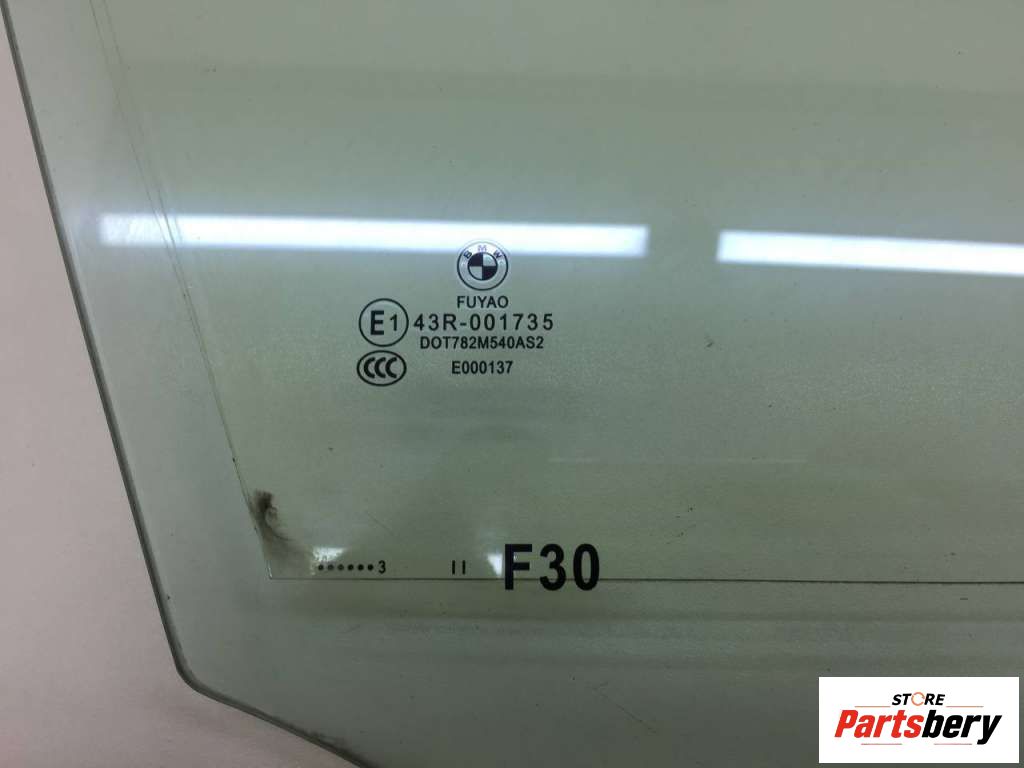 BMW
FUYAO
E1 43R-001735
DOT782M540AS2
CCC E000137
••••••3 II F30
STORE
Partsbery